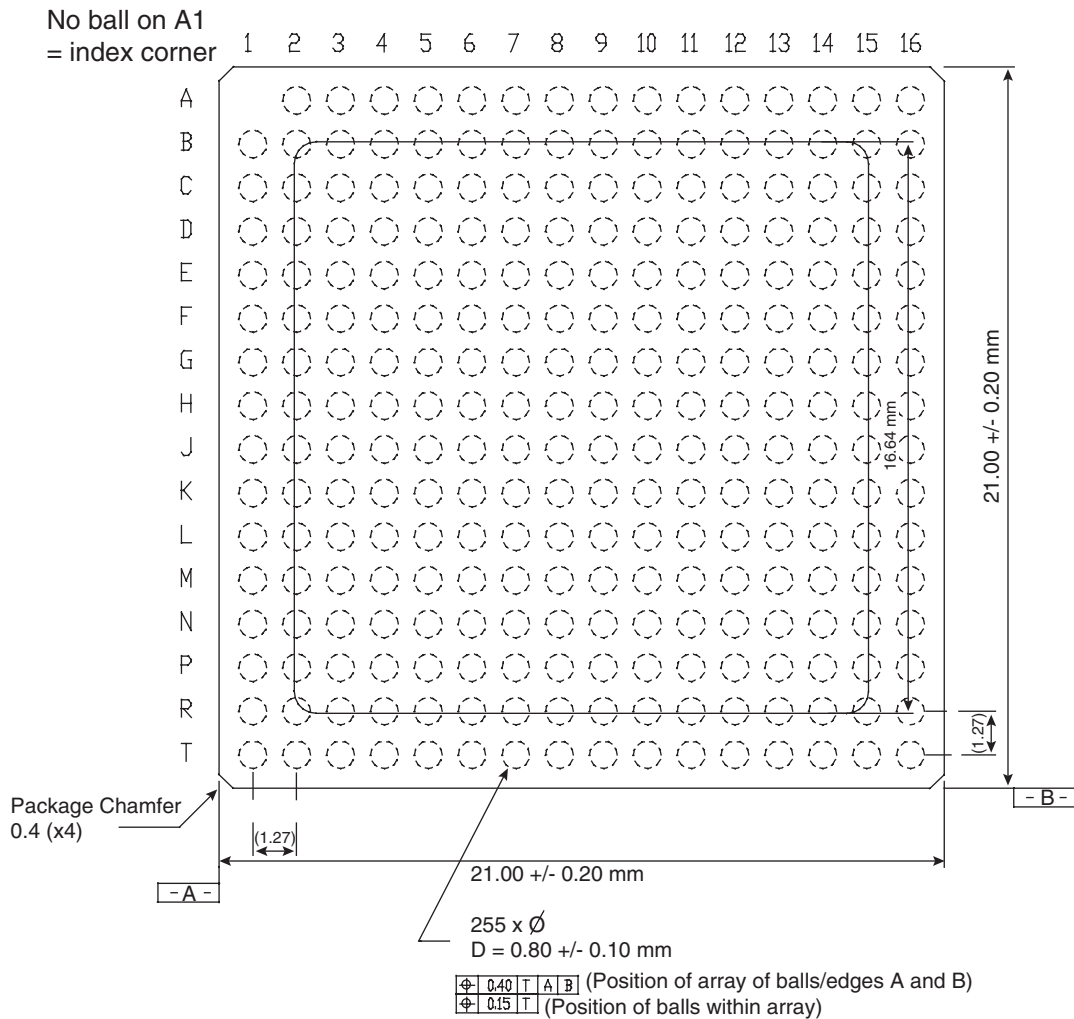 No ball on A1
= index corner
1 2 3 4 5 6 7 8 9 10 11 12 13 14 15 16
A
B
C
D
E
F
G
H
J
K
L
M
N
P
R
T
16.64 mm
21.00 +/- 0.20 mm
(1.27)
- B -
Package Chamfer
0.4 (x4)
(1.27)
21.00 +/- 0.20 mm
- A -
255 x Ø
D = 0.80 +/- 0.10 mm
⌖ 0.40 T A B (Position of array of balls/edges A and B)
⌖ 0.15 T (Position of balls within array)